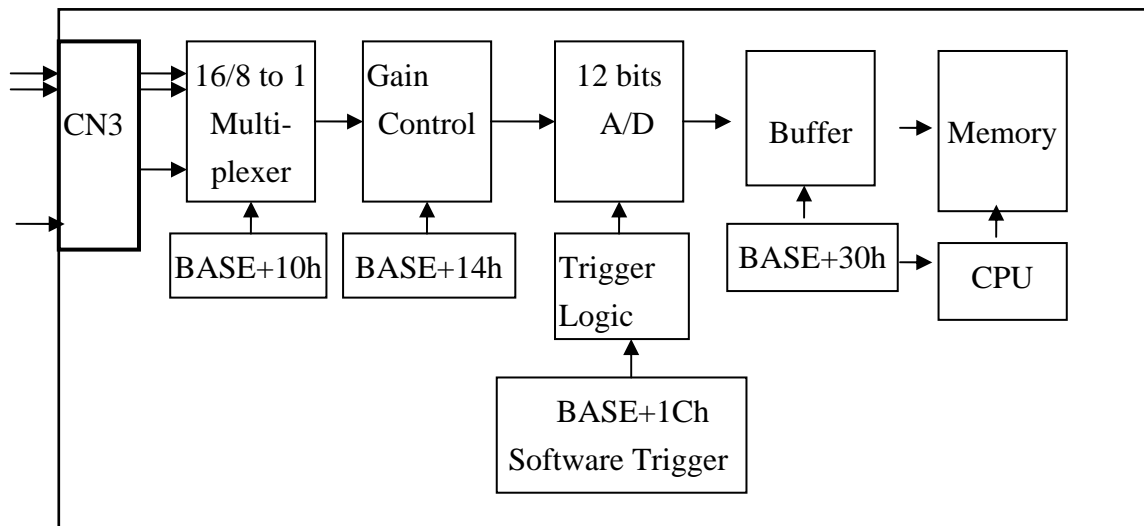 CN3
16/8 to 1
Multi-
plexer
Gain
Control
12 bits
A/D
Buffer
Memory
BASE+10h
BASE+14h
Trigger
Logic
BASE+30h
CPU
BASE+1Ch
Software Trigger